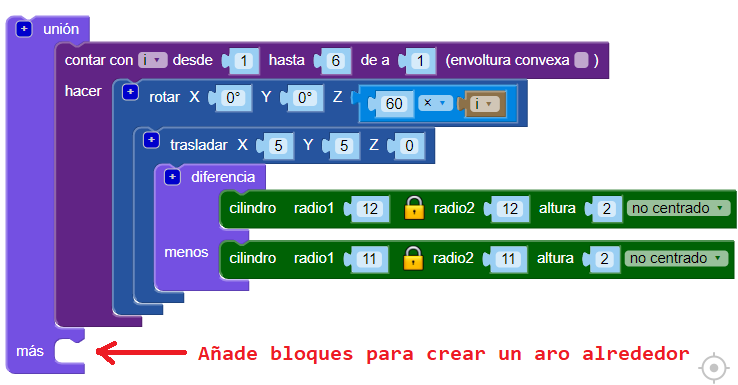 + unión
contar con i desde 1 hasta 6 de a 1 (envoltura convexa )
hacer + rotar X 0° Y 0° Z 60 × i
+ trasladar X 5 Y 5 Z 0
+ diferencia
cilindro radio1 12 radio2 12 altura 2 no centrado
menos cilindro radio1 11 radio2 11 altura 2 no centrado
más Añade bloques para crear un aro alrededor